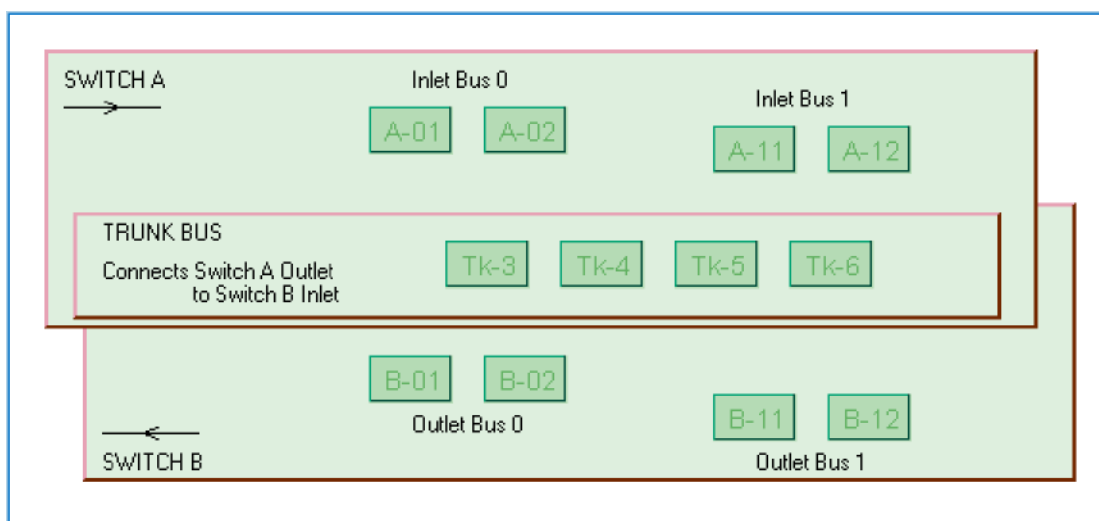 SWITCH A
Inlet Bus 0
Inlet Bus 1
A-01
A-02
A-11
A-12
TRUNK BUS
Connects Switch A Outlet
to Switch B Inlet
Tk-3
Tk-4
Tk-5
Tk-6
B-01
B-02
B-11
B-12
Outlet Bus 0
Outlet Bus 1
SWITCH B